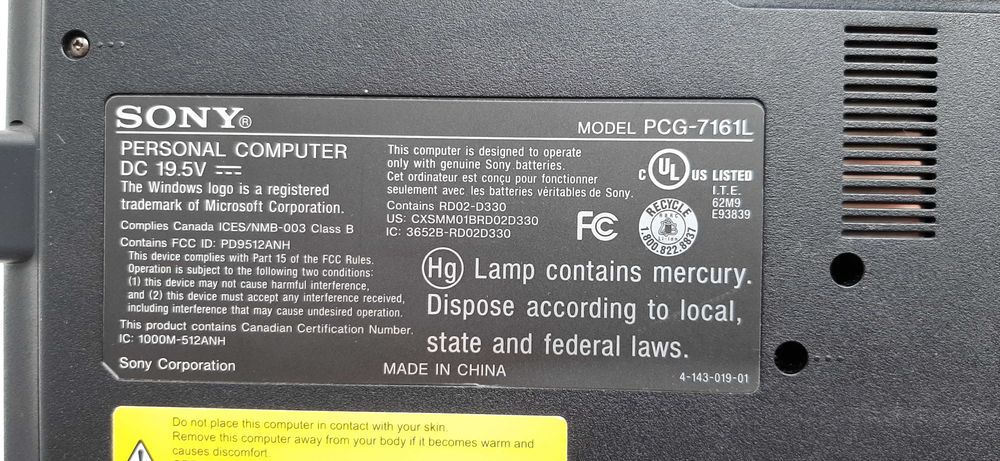 SONY®
MODEL PCG-7161L
PERSONAL COMPUTER
DC 19.5V
The Windows logo is a registered
trademark of Microsoft Corporation.
Complies Canada ICES/NMB-003 Class B
Contains FCC ID: PD9512ANH
This device complies with Part 15 of the FCC Rules.
Operation is subject to the following two conditions:
(1) this device may not cause harmful interference,
and (2) this device must accept any interference received,
including interference that may cause undesired operation.
This product contains Canadian Certification Number.
IC: 1000M-512ANH
Sony Corporation
This computer is designed to operate
only with genuine Sony batteries.
Cet ordinateur est conçu pour fonctionner
seulement avec les batteries véritables de Sony.
Contains RD02-D330
US: CXSMM01BRD02D330
IC: 3652B-RD02D330
FC
C UL US LISTED
I.T.E.
62M9
E93839
RECYCLE
RBRC
Li-ion
1.800.822.8837
Hg Lamp contains mercury.
Dispose according to local,
state and federal laws.
MADE IN CHINA
4-143-019-01
Do not place this computer in contact with your skin.
Remove this computer away from your body if it becomes warm and
causes discomfort.